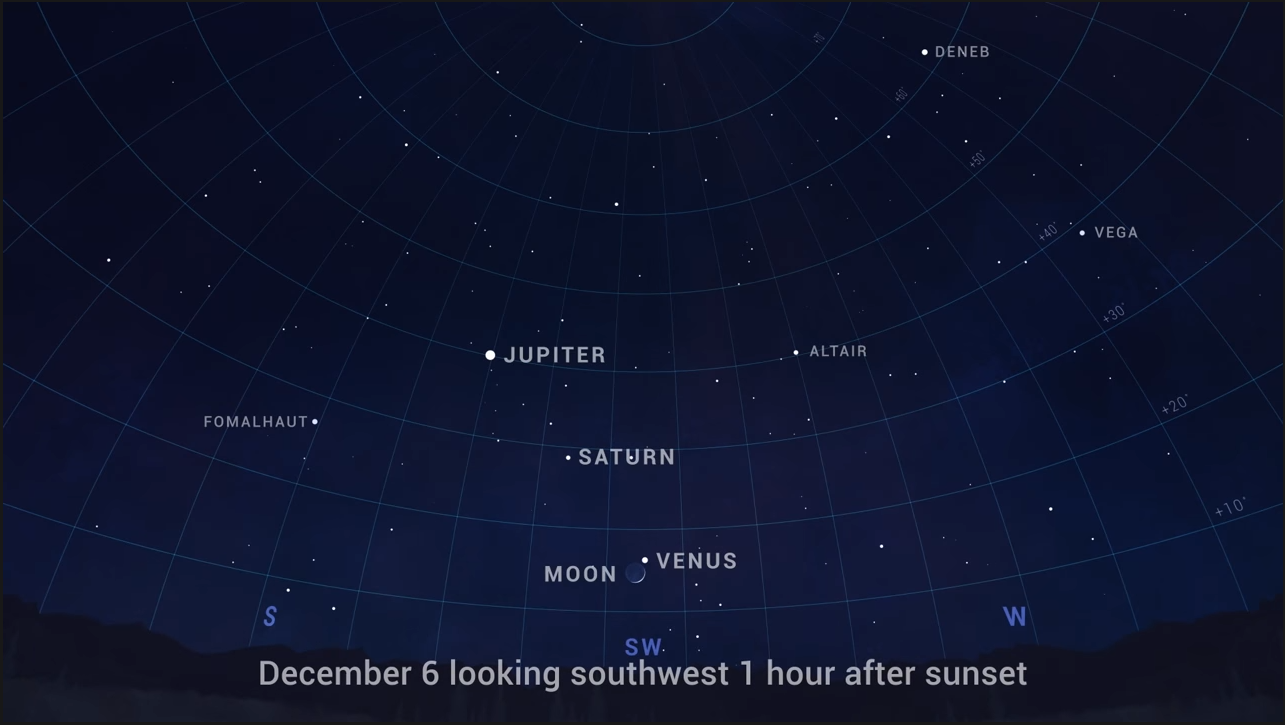 +70°
DENEB
+60°
+50°
+40°
VEGA
+30°
JUPITER
ALTAIR
+20°
FOMALHAUT
SATURN
+10°
VENUS
MOON
S
W
SW
December 6 looking southwest 1 hour after sunset